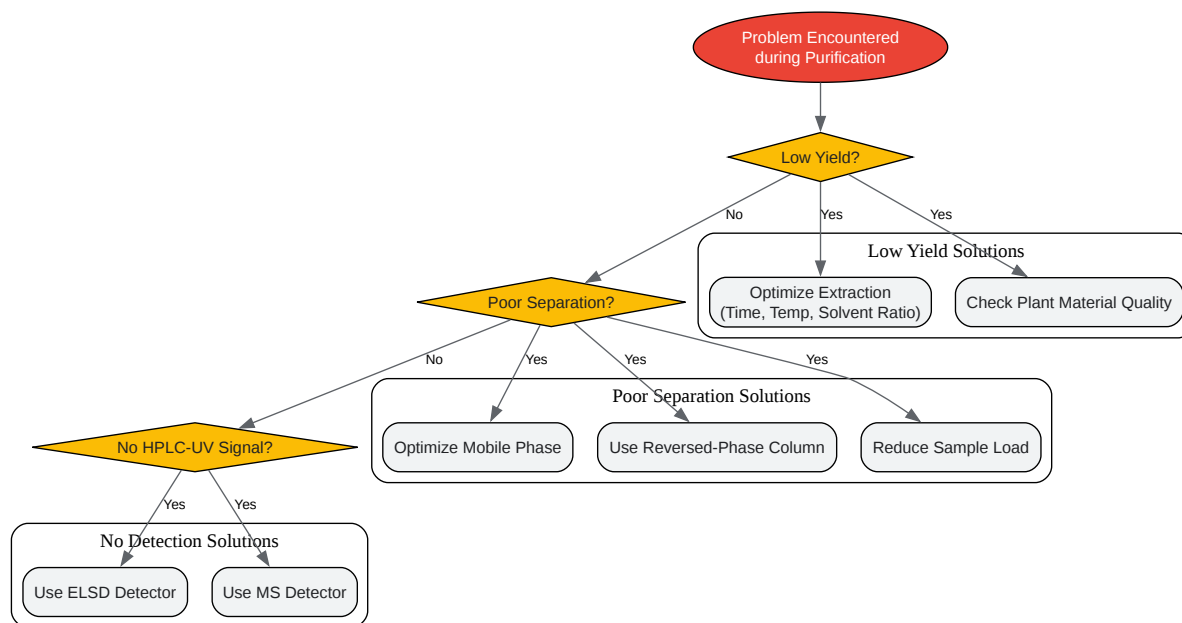 Problem Encountered
during Purification
Low Yield?
No
Yes
Yes
Low Yield Solutions
Optimize Extraction
(Time, Temp, Solvent Ratio)
Check Plant Material Quality
Poor Separation?
No
Yes
Yes
Yes
Poor Separation Solutions
Optimize Mobile Phase
Use Reversed-Phase Column
Reduce Sample Load
No HPLC-UV Signal?
Yes
Yes
No Detection Solutions
Use ELSD Detector
Use MS Detector